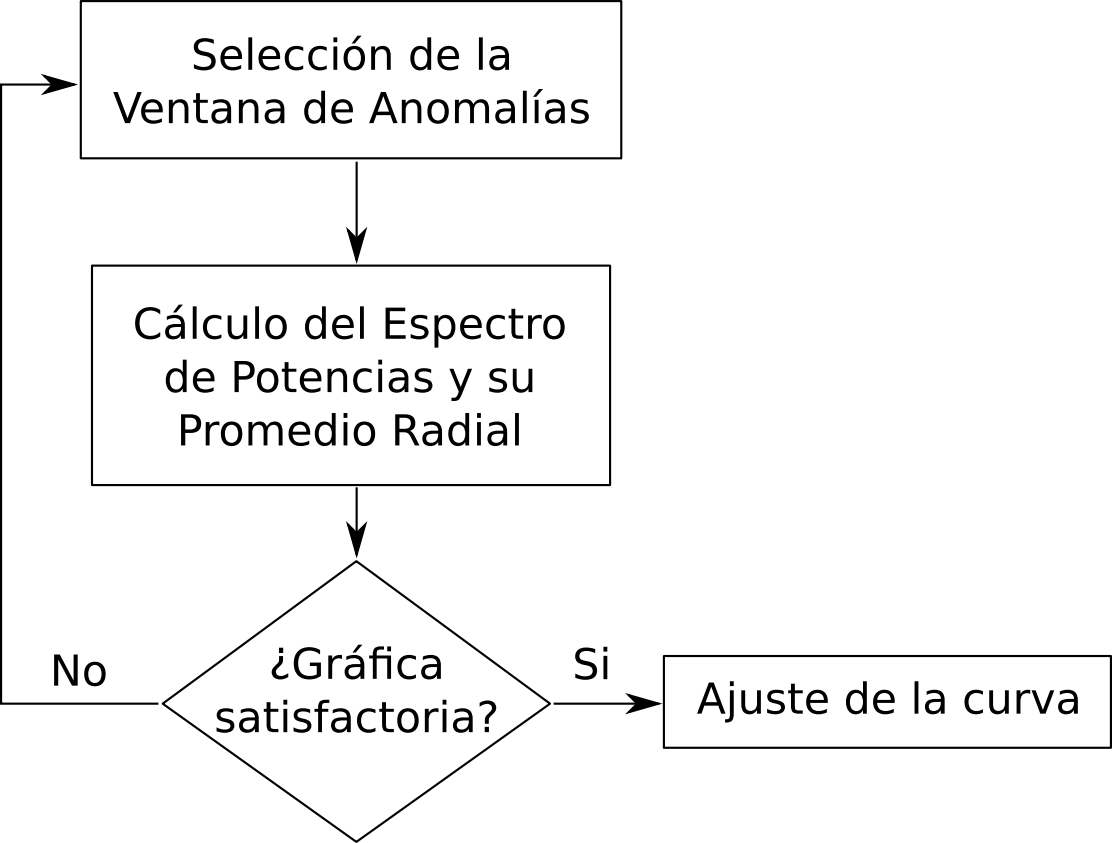 Selección de la
Ventana de Anomalías
Cálculo del Espectro
de Potencias y su
Promedio Radial
¿Gráfica
satisfactoria?
No
Si
Ajuste de la curva